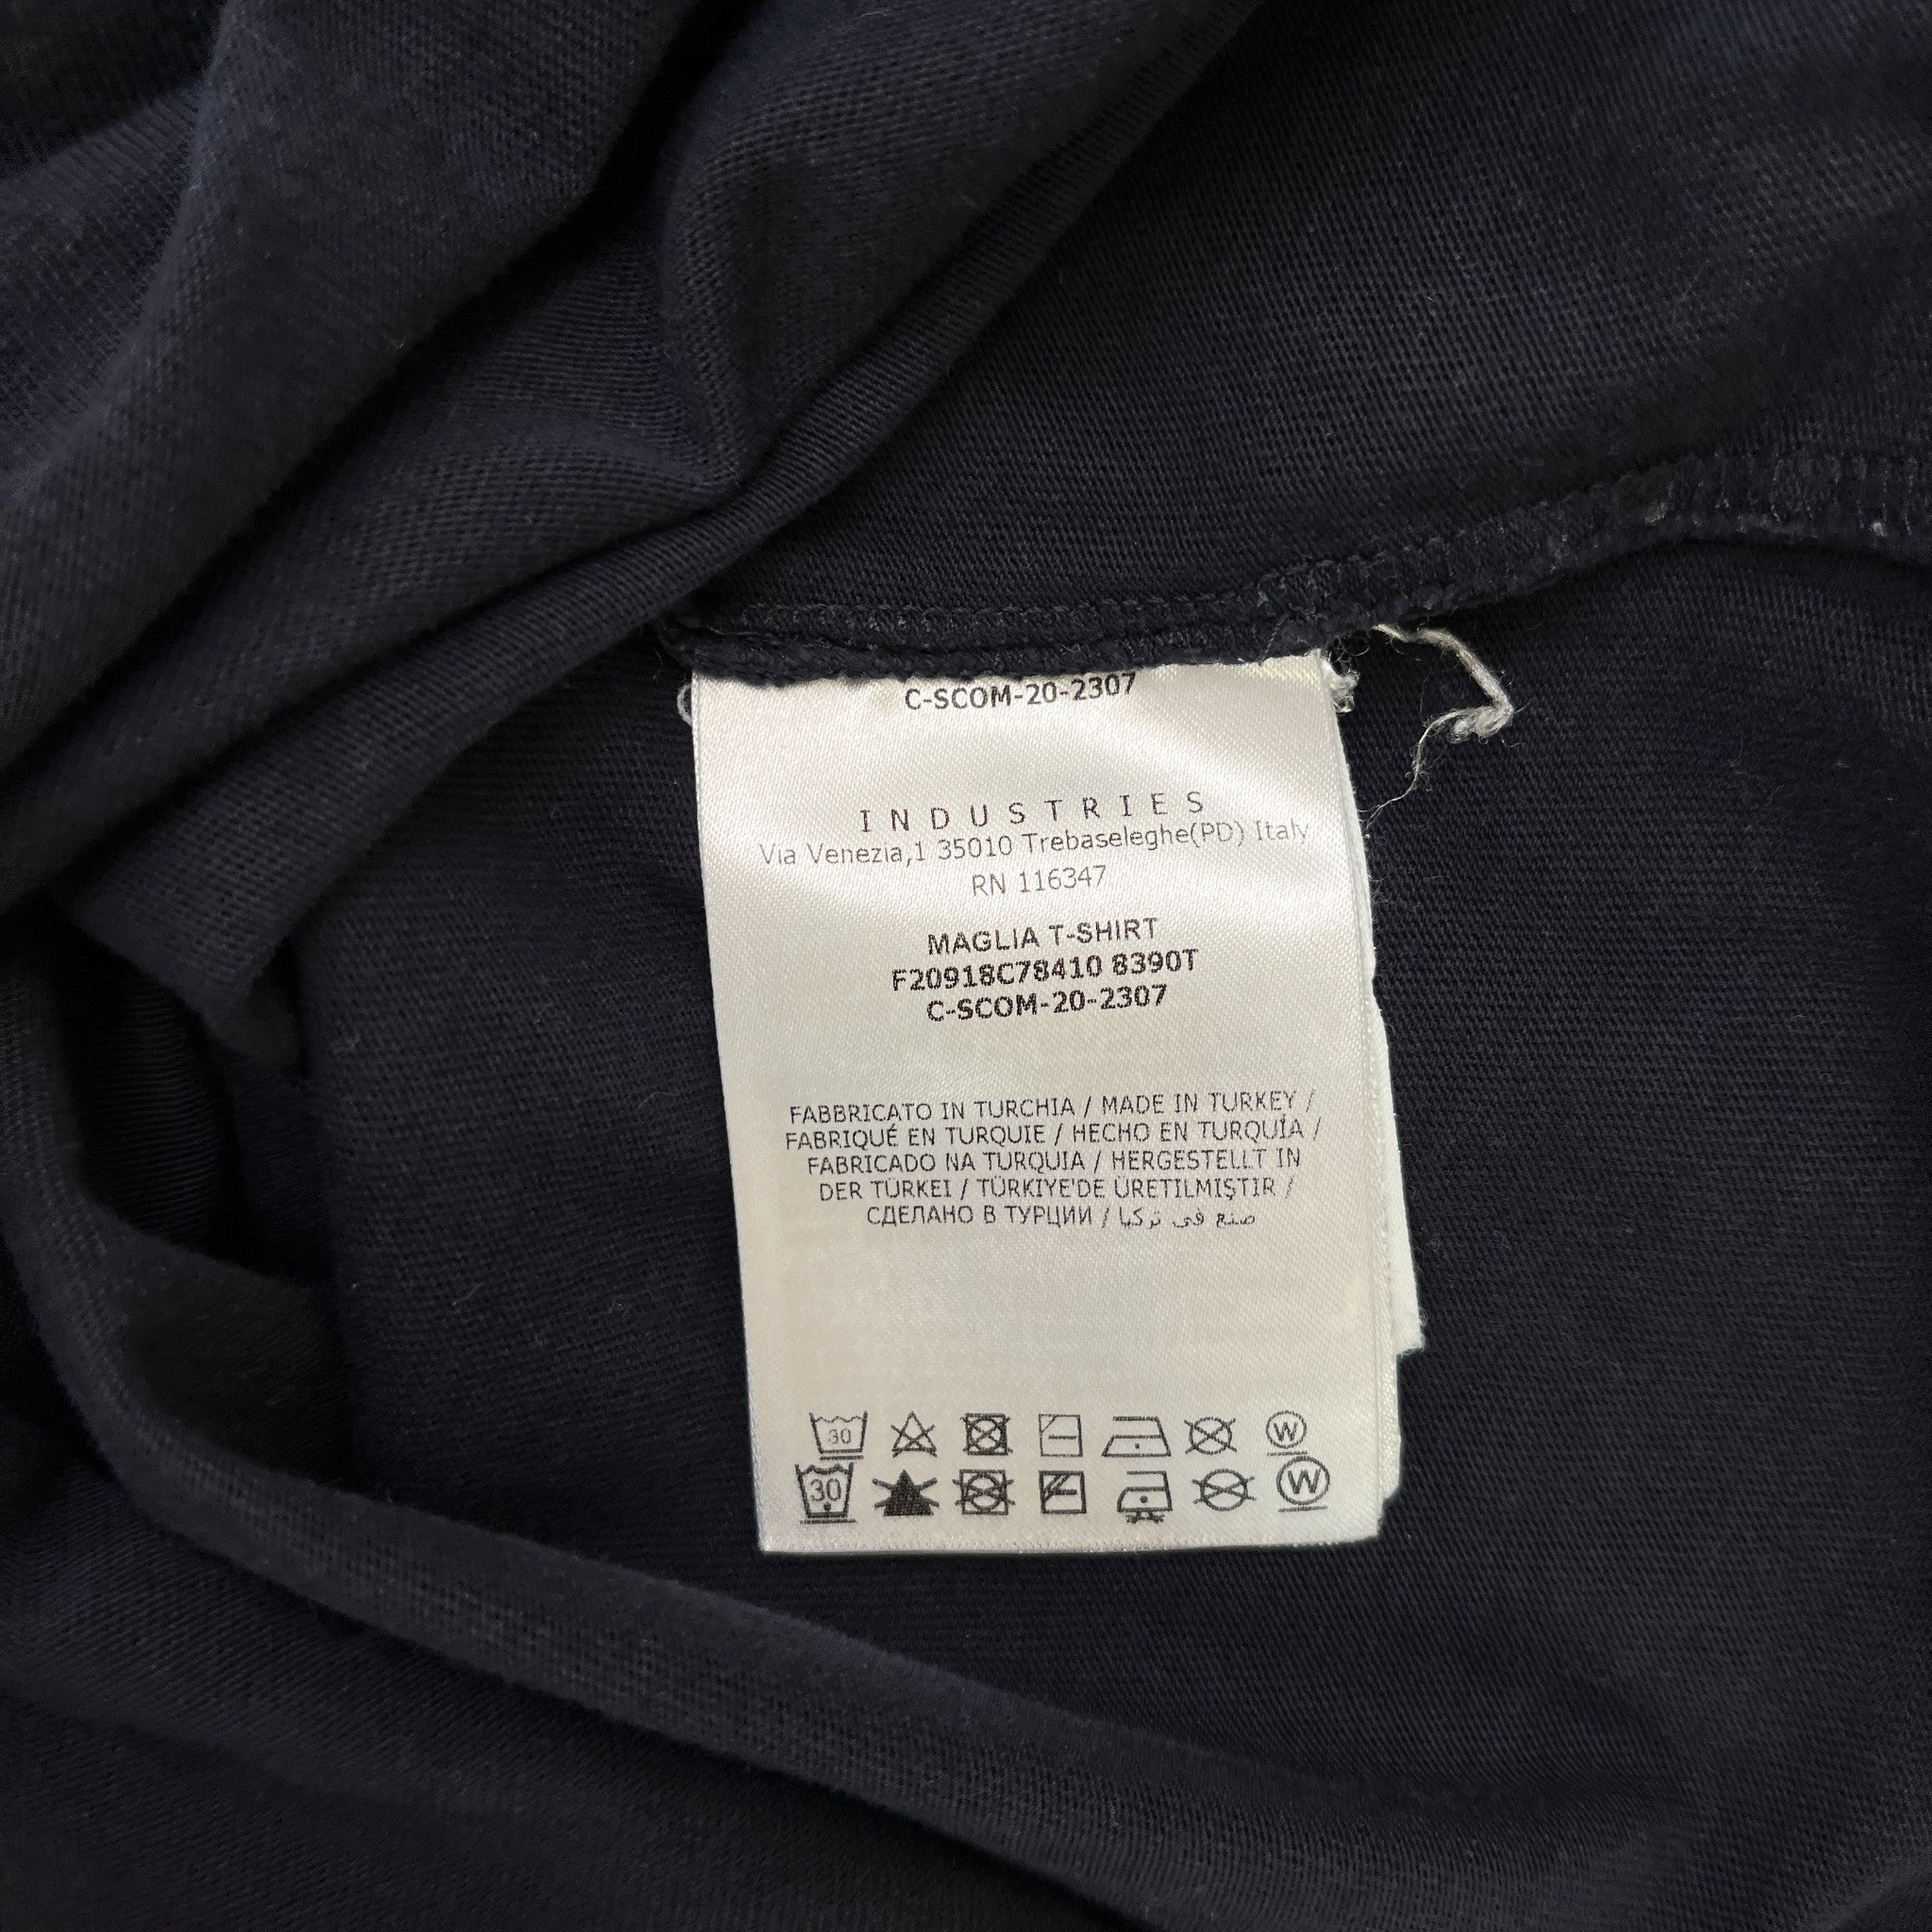 C-SCOM-20-2307
INDUSTRIES
Via Venezia,1 35010 Trebaseleghe(PD) Italy
RN 116347
MAGLIA T-SHIRT
F20918C78410 8390T
C-SCOM-20-2307
FABBRICATO IN TURCHIA / MADE IN TURKEY /
FABRIQUÉ EN TURQUIE / HECHO EN TURQUÍA /
FABRICADO NA TURQUIA / HERGESTELLT IN
DER TÜRKEI / TÜRKIYE'DE ÜRETILMIŞTIR /
СДЕЛАНО В ТУРЦИИ / صنع في تركيا
30 W
30 W